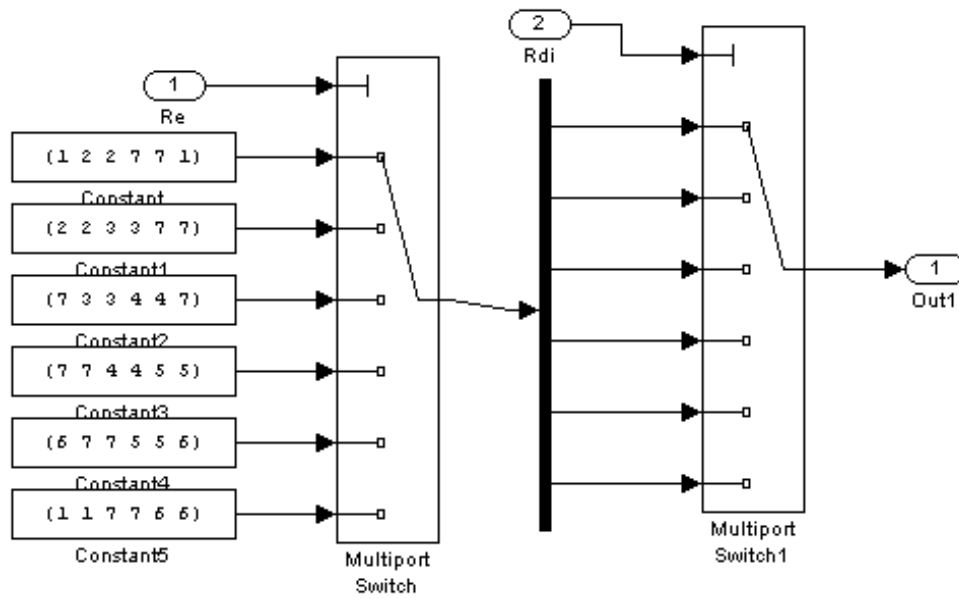 2
Rdi
1
Re
(1 2 2 7 7 1)
Constant
(2 2 3 3 7 7)
Constant1
(7 3 3 4 4 7)
Constant2
(7 7 4 4 5 5)
Constant3
(6 7 7 5 5 6)
Constant4
(1 1 7 7 6 6)
Constant5
Multiport
Switch
Multiport
Switch1
1
Out1